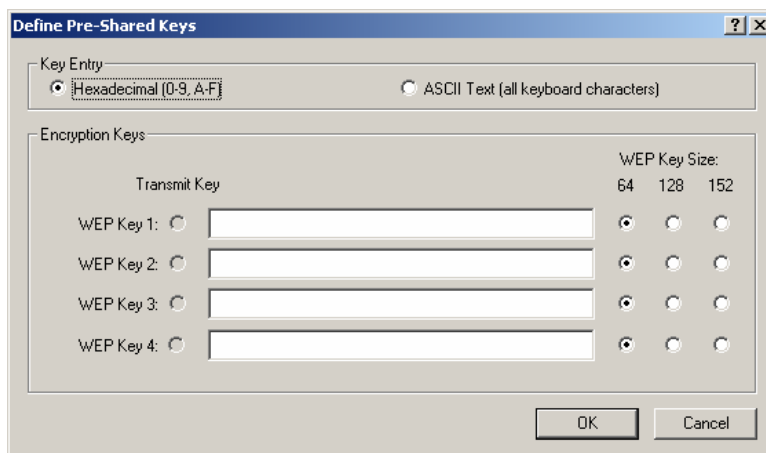 Define Pre-Shared Keys
Key Entry
Hexadecimal (0-9, A-F) ASCII Text (all keyboard characters)
Encryption Keys
WEP Key Size:
Transmit Key 64 128 152
WEP Key 1:
WEP Key 2:
WEP Key 3:
WEP Key 4:
OK Cancel